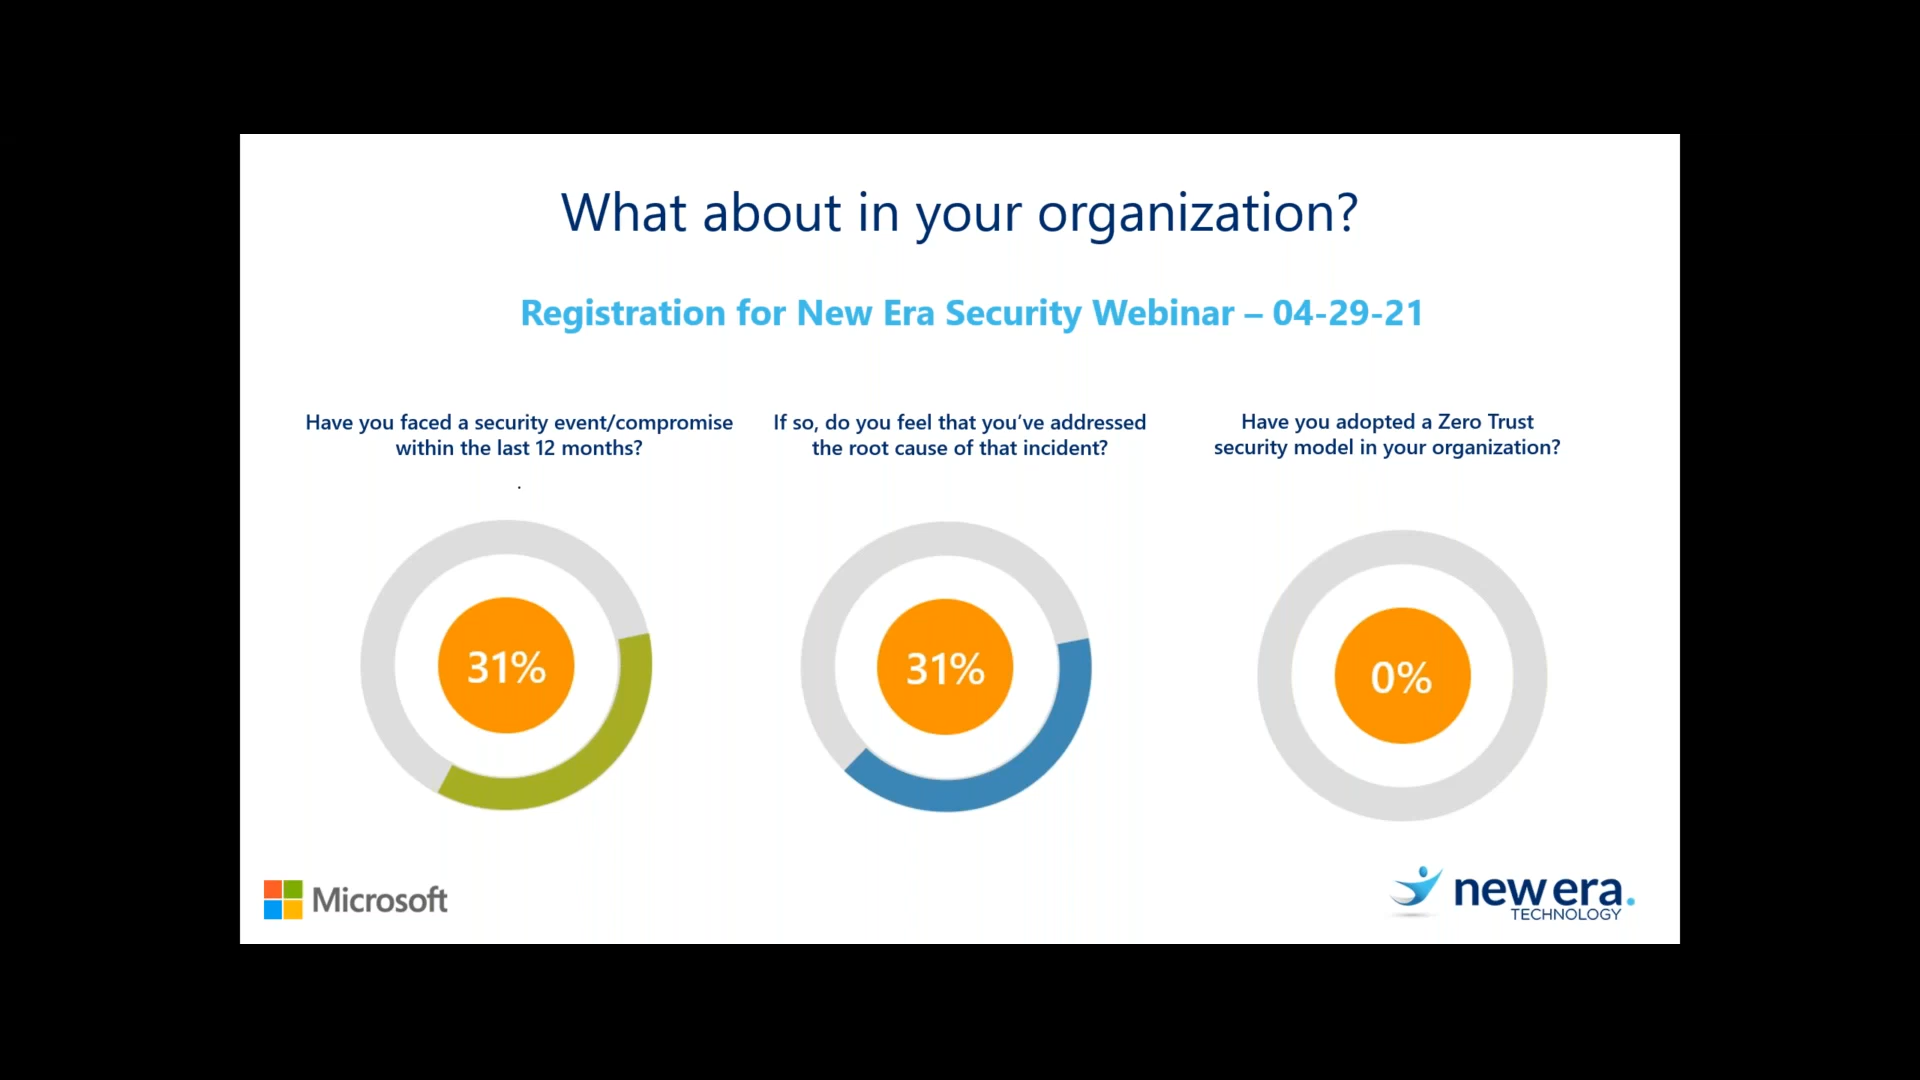 What about in your organization?
Registration for New Era Security Webinar – 04-29-21
Have you faced a security event/compromise
within the last 12 months?
.
If so, do you feel that you’ve addressed
the root cause of that incident?
Have you adopted a Zero Trust
security model in your organization?
31%
31%
0%
Microsoft
new era.
TECHNOLOGY